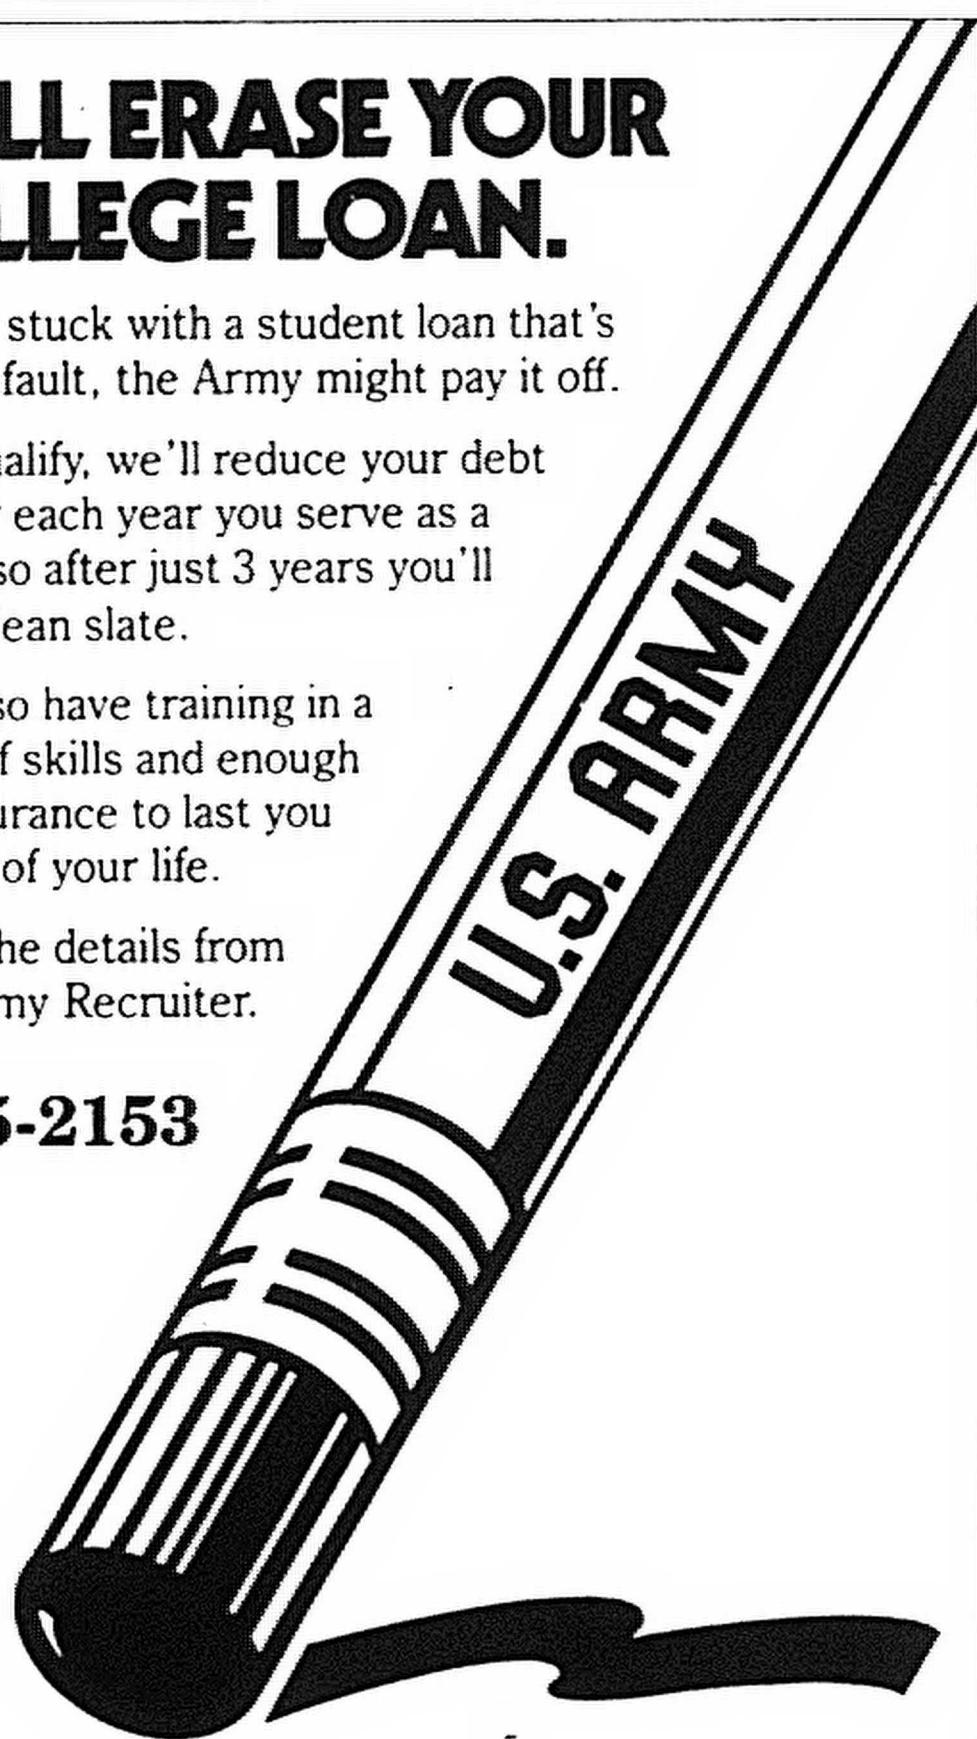 LL ERASE YOUR
LLEGE LOAN.
stuck with a student loan that's
fault, the Army might pay it off.
alify, we'll reduce your debt
each year you serve as a
so after just 3 years you'll
ean slate.
so have training in a
f skills and enough
urance to last you
of your life.
he details from
my Recruiter.
5-2153
U.S. ARMY